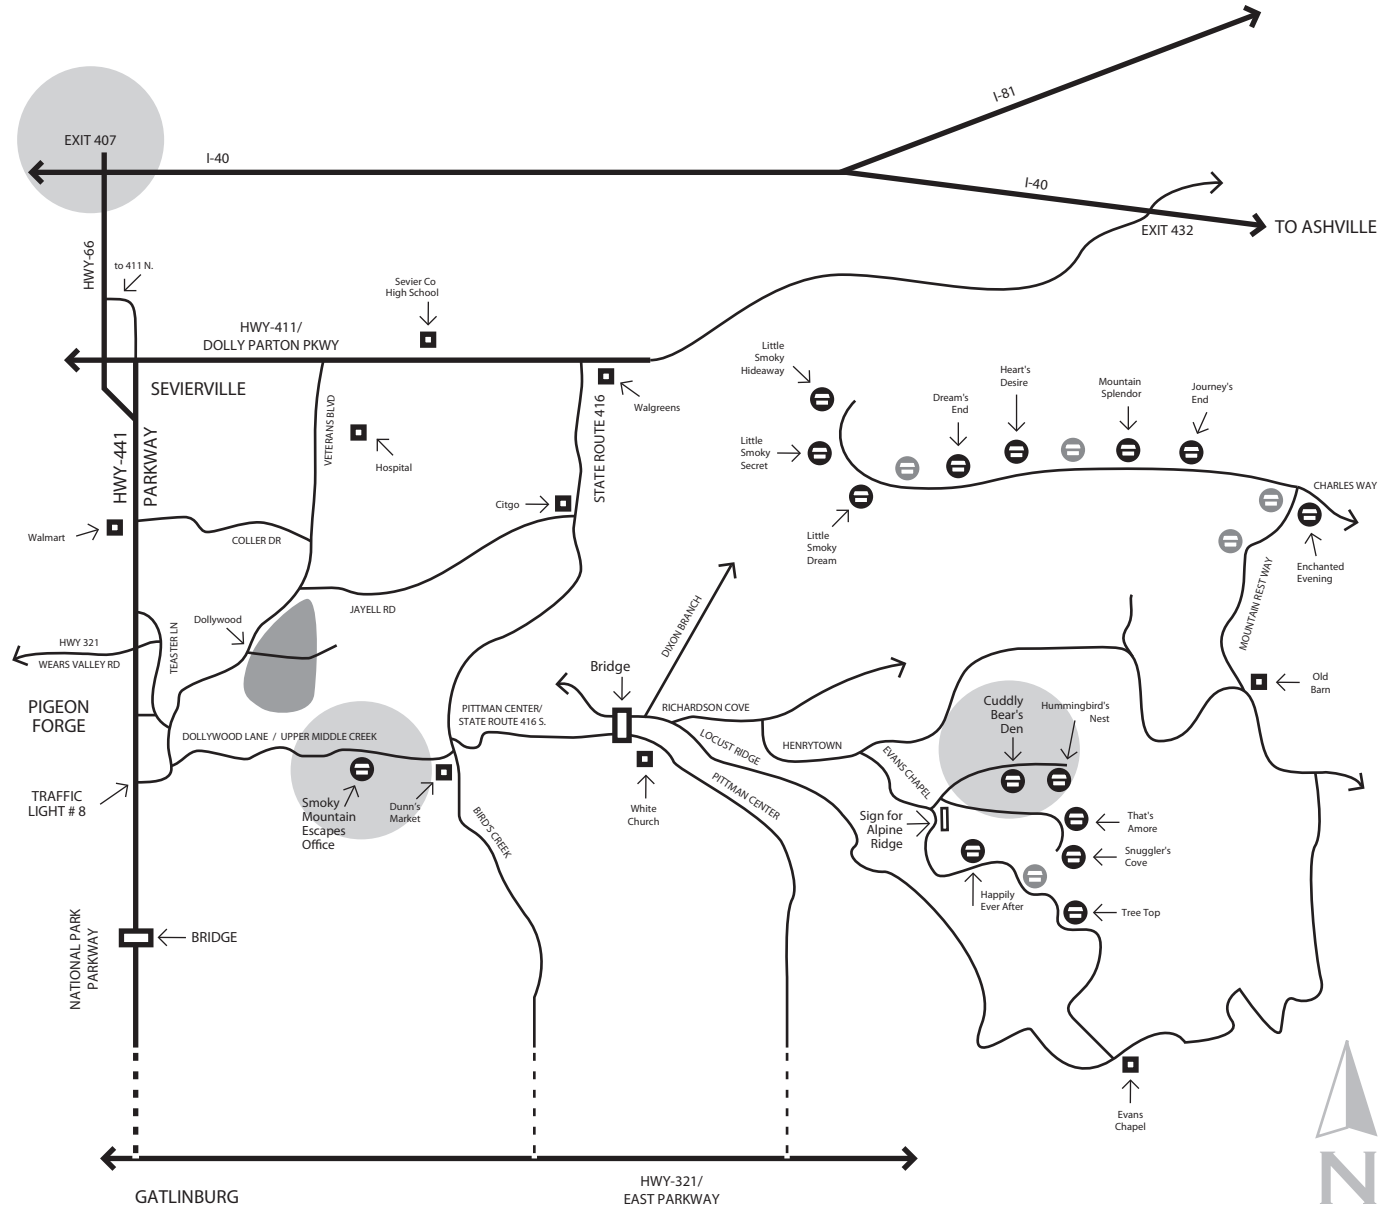 I-81
EXIT 407
I-40
I-40
EXIT 432
TO ASHVILLE
HWY-66
to 411 N.
Sevier Co
High School
HWY-411/
DOLLY PARTON PKWY
SEVIERVILLE
Little
Smoky
Hideaway
Heart's
Desire
Mountain
Splendor
Journey's
End
Dream's
End
Walgreens
STATE ROUTE 416
VETERANS BLVD
HWY-441
PARKWAY
Hospital
Little
Smoky
Secret
CHARLES WAY
Citgo
Walmart
COLLER DR
Little
Smoky
Dream
Enchanted
Evening
JAYELL RD
Dollywood
MOUNTAIN REST WAY
DIXON BRANCH
HWY 321
WEARS VALLEY RD
TEASTER LN
Bridge
Old
Barn
PIGEON
FORGE
PITTMAN CENTER/
STATE ROUTE 416 S.
RICHARDSON COVE
Cuddly
Bear's
Den
Hummingbird's
Nest
DOLLYWOOD LANE / UPPER MIDDLE CREEK
LOCUST RIDGE
HENRYTOWN
EVANS CHAPEL
TRAFFIC
LIGHT # 8
Smoky
Mountain
Escapes
Office
Dunn's
Market
BIRD'S CREEK
White
Church
PITTMAN CENTER
Sign for
Alpine
Ridge
That's
Amore
Snuggler's
Cove
Happily
Ever After
Tree Top
NATIONAL PARK
PARKWAY
BRIDGE
Evans
Chapel
HWY-321/
EAST PARKWAY
GATLINBURG
N